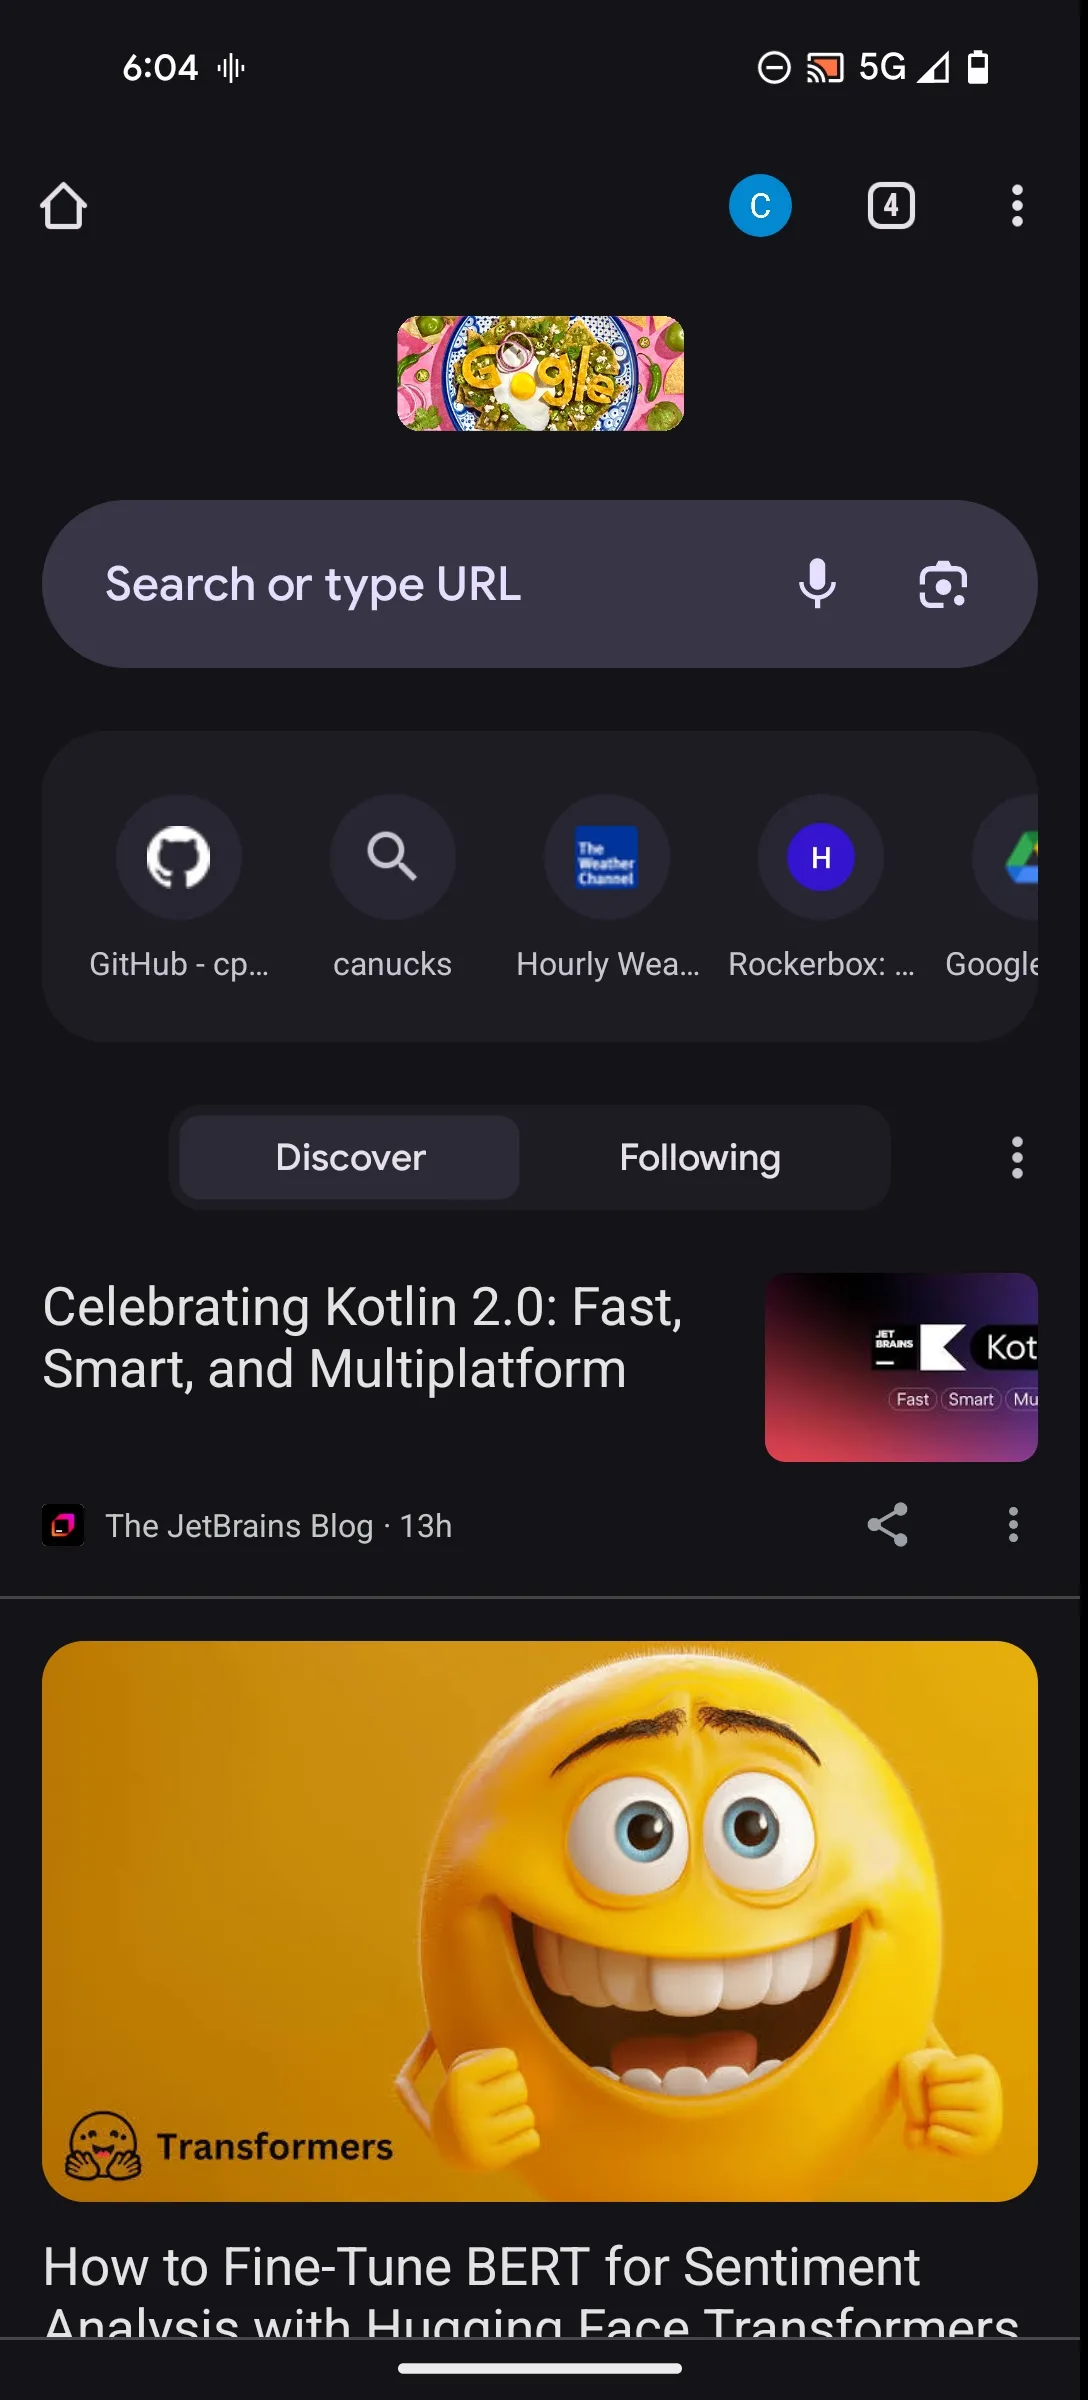 6:04
5G
C
4
Google
Search or type URL
The
Weather
Channel
H
GitHub - cp...
canucks
Hourly Wea...
Rockerbox: ...
Google
Discover
Following
Celebrating Kotlin 2.0: Fast,
Smart, and Multiplatform
JET
BRAINS
Kot
Fast
Smart
Mu
The JetBrains Blog · 13h
Transformers
How to Fine-Tune BERT for Sentiment
Analysis with Hugging Face Transformers